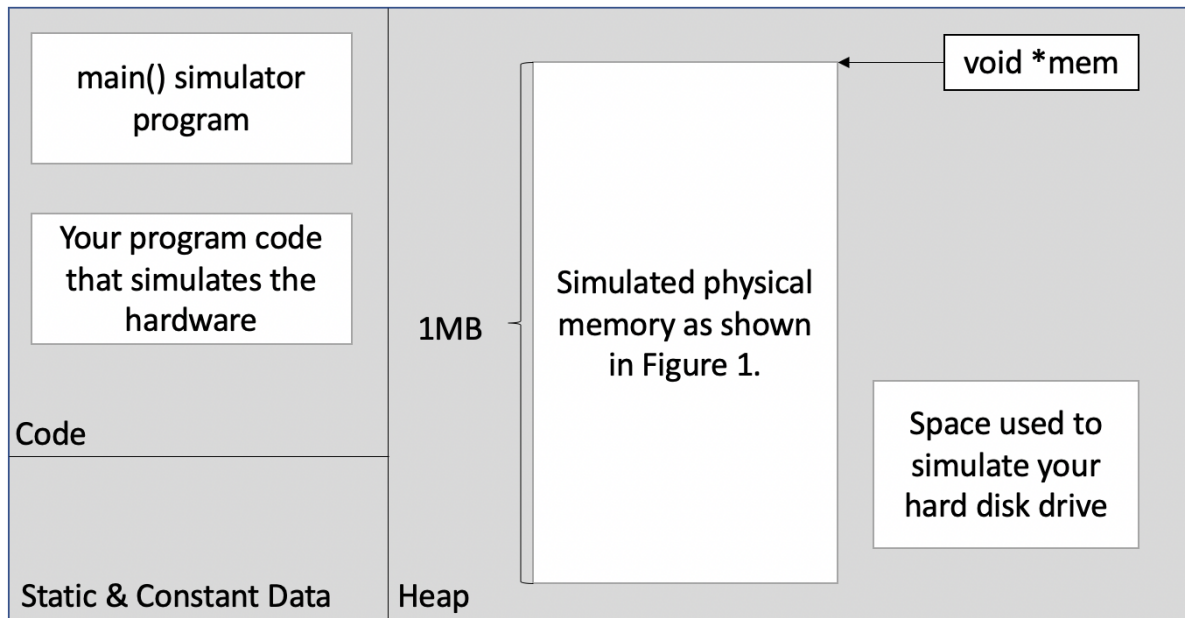 main() simulator
program
Your program code
that simulates the
hardware
Code
Static & Constant Data
void *mem
1MB
Simulated physical
memory as shown
in Figure 1.
Space used to
simulate your
hard disk drive
Heap